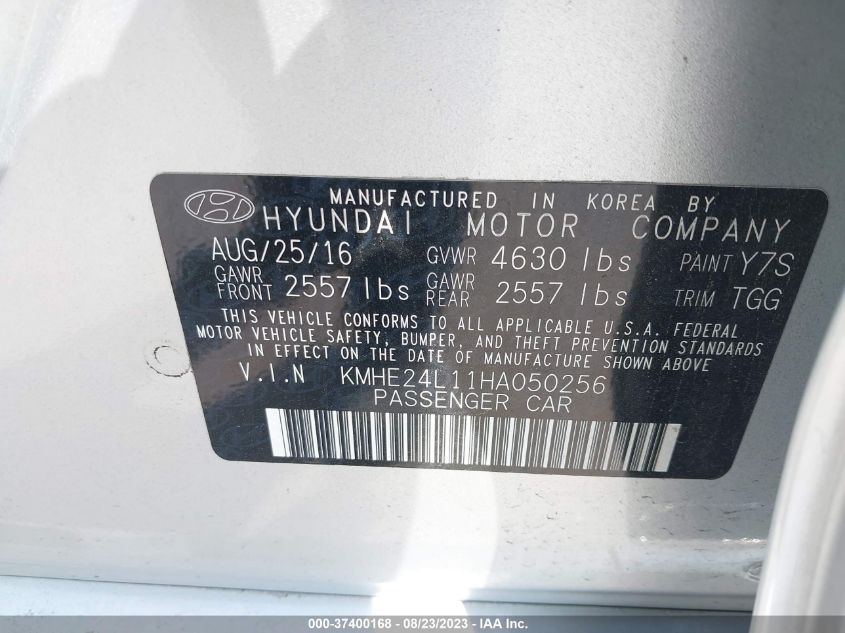 MANUFACTURED IN KOREA BY
HYUNDAI MOTOR COMPANY
AUG/25/16 GVWR 4630 lbs PAINT Y7S
GAWR FRONT 2557 lbs GAWR REAR 2557 lbs TRIM TGG
THIS VEHICLE CONFORMS TO ALL APPLICABLE U.S.A. FEDERAL
MOTOR VEHICLE SAFETY, BUMPER, AND THEFT PREVENTION STANDARDS
IN EFFECT ON THE DATE OF MANUFACTURE SHOWN ABOVE
V.I.N KMHE24L11HA050256
PASSENGER CAR
000-37400168 - 08/23/2023 - IAA Inc.